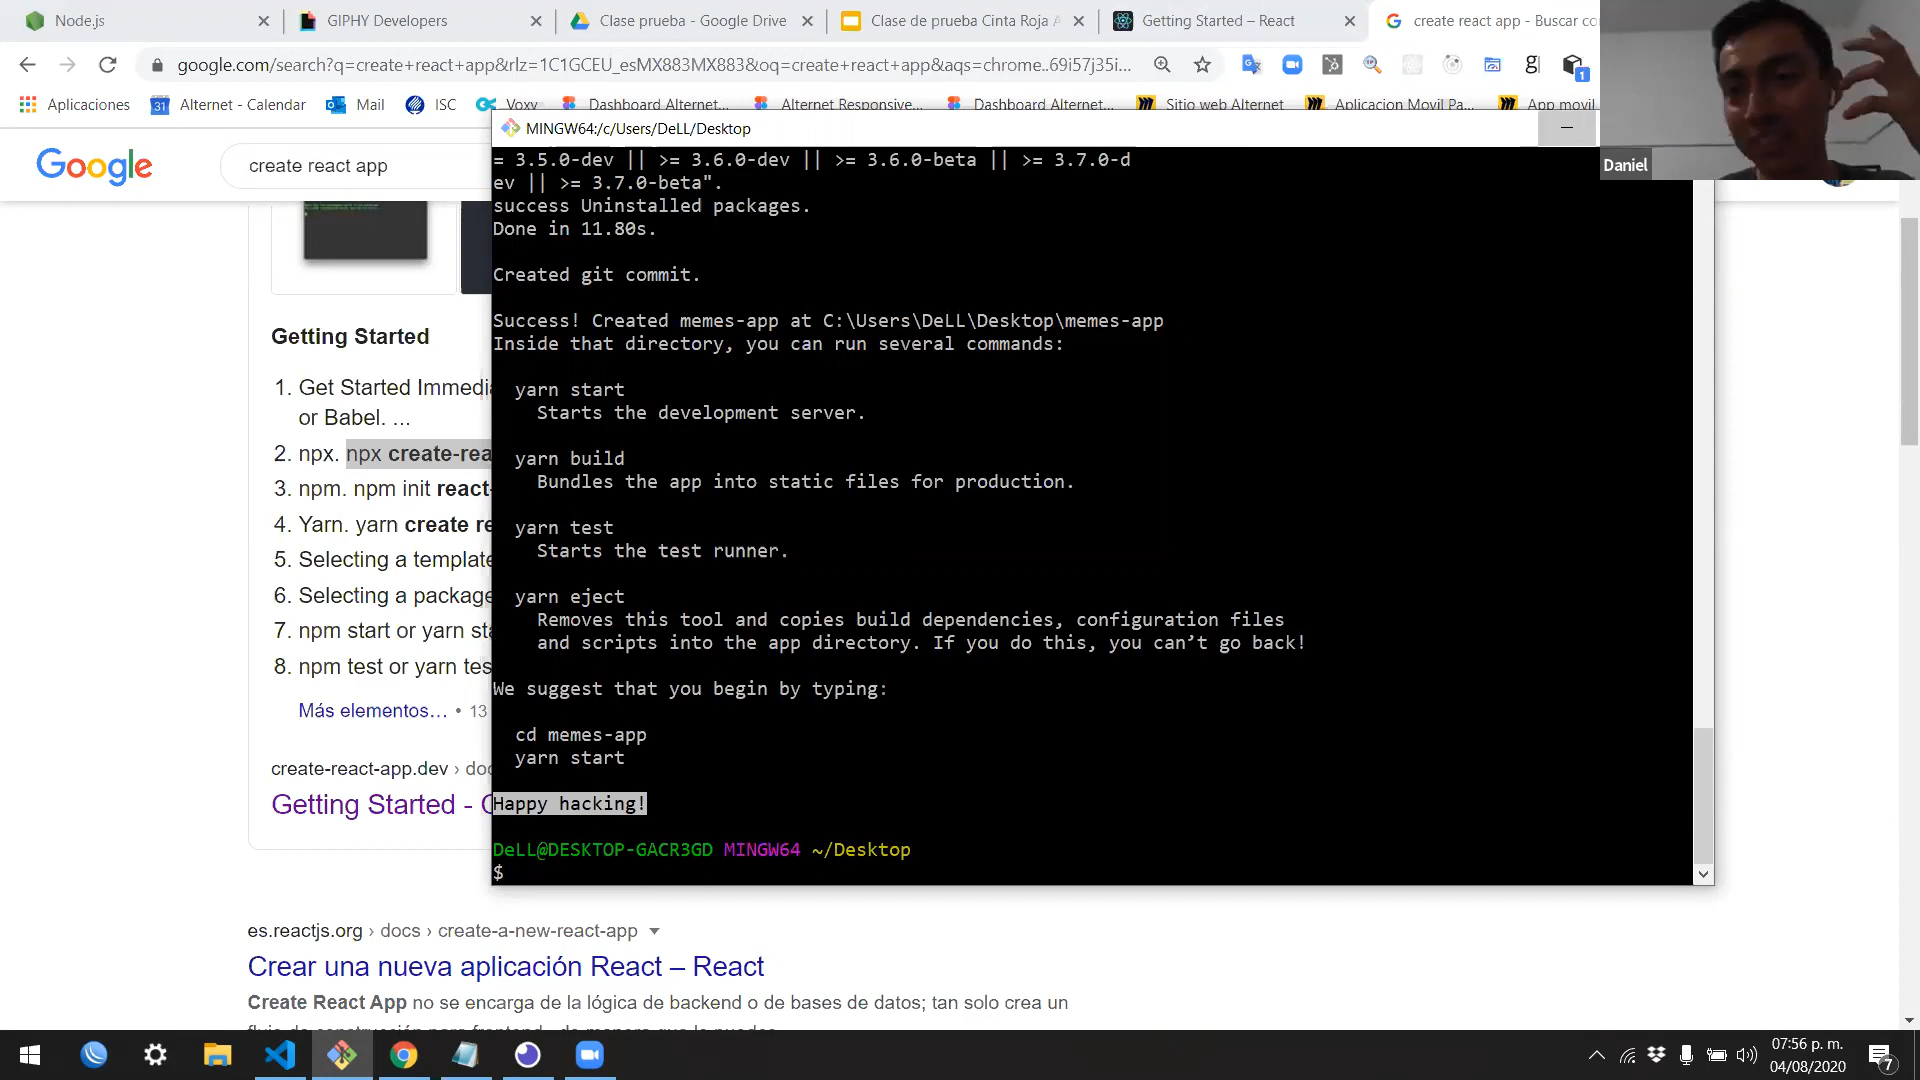 Node.js
GIPHY Developers
Clase prueba - Google Drive
Clase de prueba Cinta Roja A
Getting Started – React
create react app - Buscar co
google.com/search?q=create+react+app&rlz=1C1GCEU_esMX883MX883&oq=create+react+app&aqs=chrome..69i57j35i...
Aplicaciones
Alternet - Calendar
Mail
ISC
Voxy
Dashboard Alternet...
Alternet Responsive...
Dashboard Alternet...
Sitio web Alternet
Aplicacion Movil Pa...
App movil
Daniel
Google
create react app
MINGW64:/c/Users/DeLL/Desktop
= 3.5.0-dev || >= 3.6.0-dev || >= 3.6.0-beta || >= 3.7.0-d
ev || >= 3.7.0-beta".
success Uninstalled packages.
Done in 11.80s.
Created git commit.
Success! Created memes-app at C:\Users\DeLL\Desktop\memes-app
Inside that directory, you can run several commands:
yarn start
Starts the development server.
yarn build
Bundles the app into static files for production.
yarn test
Starts the test runner.
yarn eject
Removes this tool and copies build dependencies, configuration files
and scripts into the app directory. If you do this, you can’t go back!
We suggest that you begin by typing:
cd memes-app
yarn start
Happy hacking!
DeLL@DESKTOP-GACR3GD MINGW64 ~/Desktop
$
Getting Started
1. Get Started Immedia
or Babel. ...
2. npx. npx create-rea
3. npm. npm init react-
4. Yarn. yarn create re
5. Selecting a template
6. Selecting a package
7. npm start or yarn sta
8. npm test or yarn tes
Más elementos… • 13
create-react-app.dev › doc
Getting Started - C
es.reactjs.org › docs › create-a-new-react-app
Crear una nueva aplicación React – React
Create React App no se encarga de la lógica de backend o de bases de datos; tan solo crea un
07:56 p. m.
04/08/2020
7